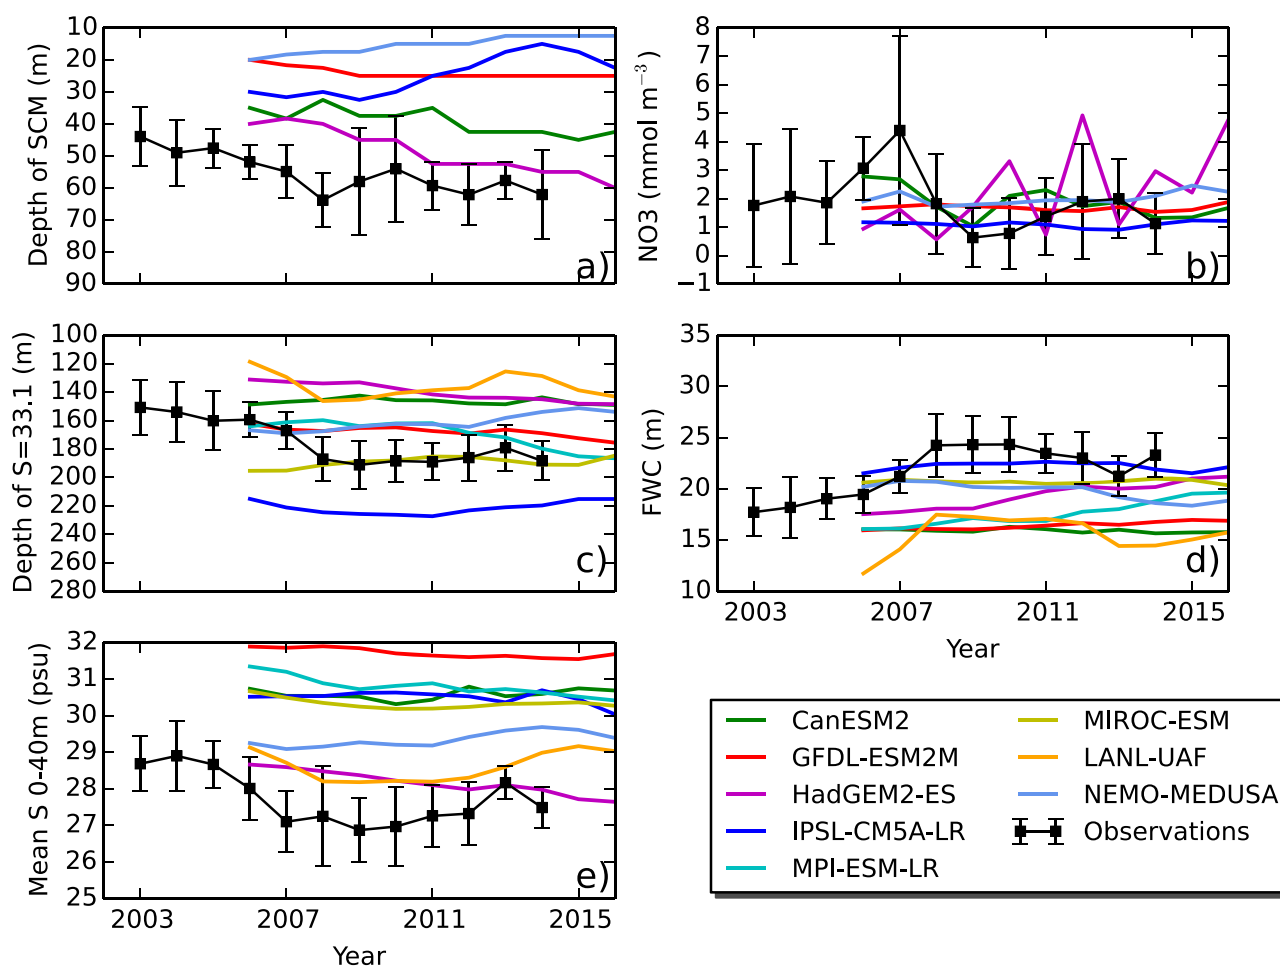 10
20
30
40
50
60
70
80
90
Depth of SCM (m)
a)
8
7
6
5
4
3
2
1
0
−1
NO3 (mmol m⁻³)
b)
100
120
140
160
180
200
220
240
260
280
Depth of S=33.1 (m)
c)
35
30
25
20
15
10
FWC (m)
d)
2003 2007 2011 2015
Year
32
31
30
29
28
27
26
25
Mean S 0-40m (psu)
e)
2003 2007 2011 2015
Year
CanESM2
GFDL-ESM2M
HadGEM2-ES
IPSL-CM5A-LR
MPI-ESM-LR
MIROC-ESM
LANL-UAF
NEMO-MEDUSA
Observations